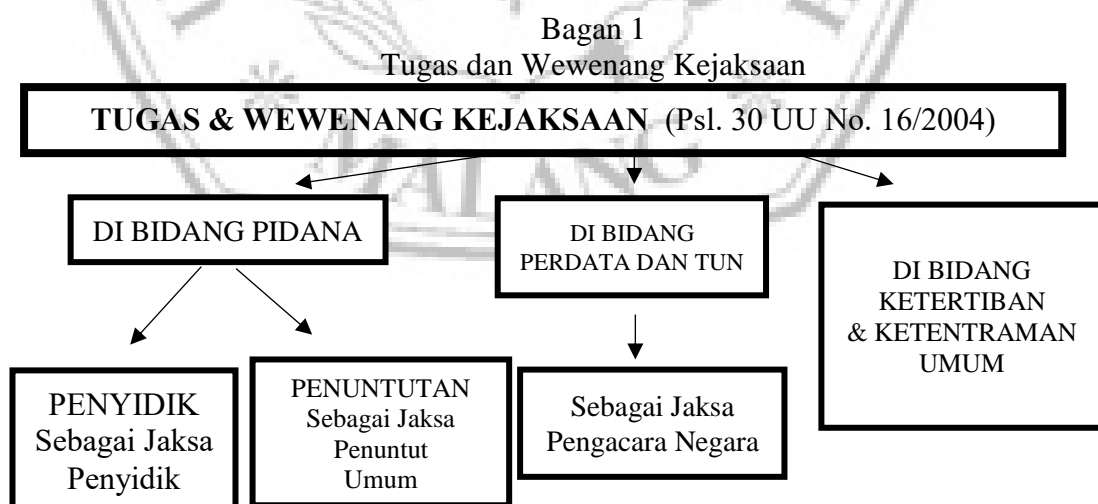 Bagan 1
Tugas dan Wewenang Kejaksaan
TUGAS & WEWENANG KEJAKSAAN (Psl. 30 UU No. 16/2004)
DI BIDANG PIDANA
DI BIDANG
PERDATA DAN TUN
DI BIDANG
KETERTIBAN
& KETENTRAMAN
UMUM
PENYIDIK
Sebagai Jaksa
Penyidik
PENUNTUTAN
Sebagai Jaksa
Penuntut
Umum
Sebagai Jaksa
Pengacara Negara
MALANG